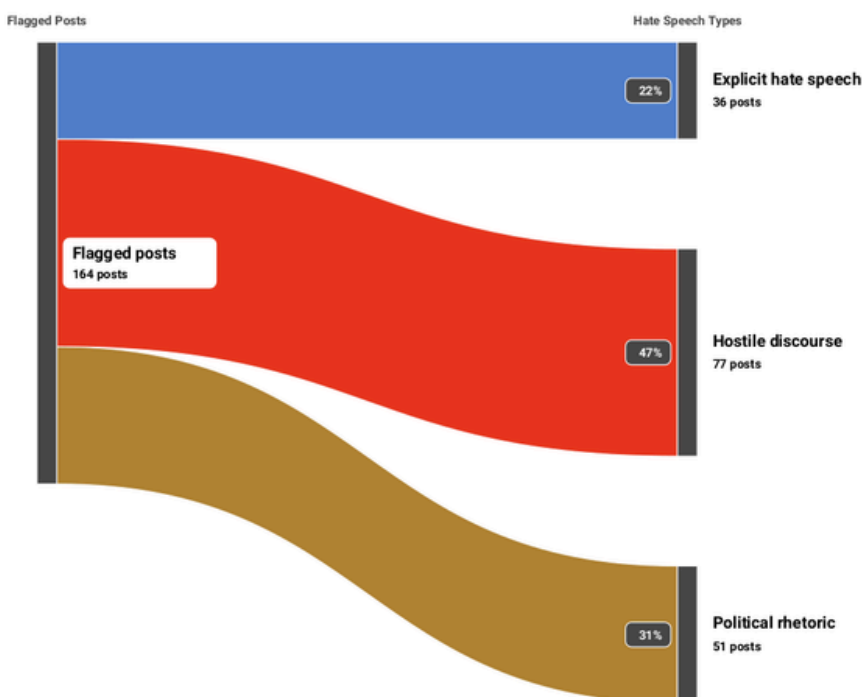 Flagged Posts
Hate Speech Types
22%
Explicit hate speech
36 posts
Flagged posts
164 posts
47%
Hostile discourse
77 posts
31%
Political rhetoric
51 posts